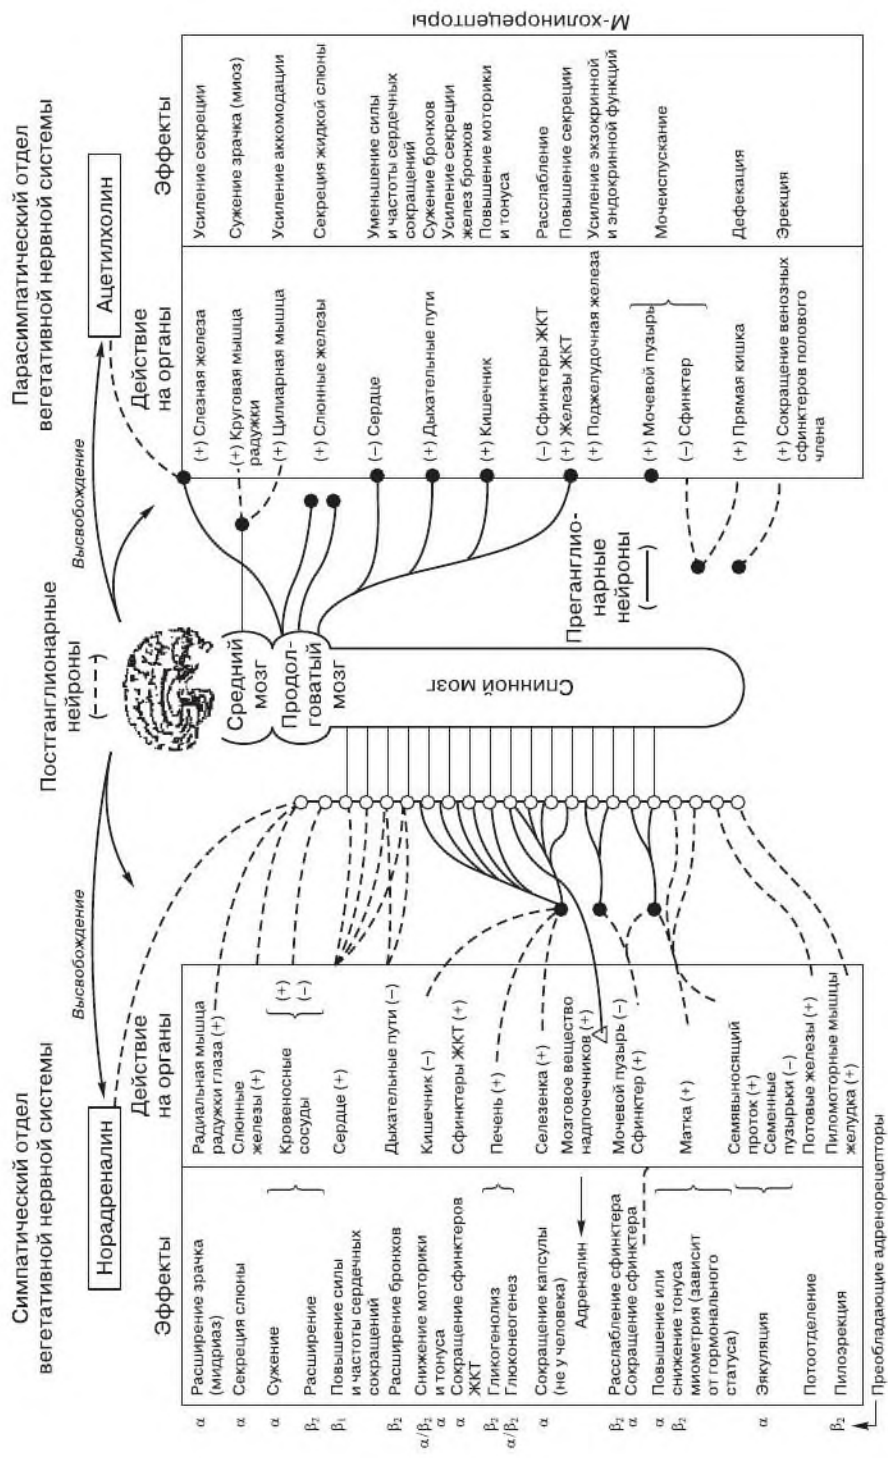 Симпатический отдел
вегетативной нервной системы
Постганглионарные
нейроны
(---)
Парасимпатический отдел
вегетативной нервной системы
Норадреналин
Высвобождение
Высвобождение
Ацетилхолин
Эффекты
Действие
на органы
Действие
на органы
Эффекты
α
Расширение зрачка
(мидриаз)
α
Секреция слюны
α
Сужение
β2
Расширение
β1
Повышение силы
и частоты сердечных
сокращений
β2
Расширение бронхов
α/β2
Снижение моторики
и тонуса
α
α
Сокращение сфинктеров
ЖКТ
β2
Гликогенолиз
α/β2
Глюконеогенез
α
Сокращение капсулы
(не у человека)
Адреналин
β2
Расслабление сфинктера
α
Сокращение сфинктера
α
Повышение или
β2
снижение тонуса
миометрия (зависит
от гормонального
статуса)
α
Эякуляция
Потоотделение
β2
Пилоэрекция
Преобладающие адренорецепторы
Радиальная мышца
радужки глаза (+)
Слюнные
железы (+)
Кровеносные
сосуды
(+)
(−)
Сердце (+)
Дыхательные пути (−)
Кишечник (−)
Сфинктеры ЖКТ (+)
Печень (+)
Селезенка (+)
Мозговое вещество
надпочечников (+)
Мочевой пузырь (−)
Сфинктер (+)
Матка (+)
Семявыносящий
проток (+)
Семенные
пузырьки (−)
Потовые железы (+)
Пиломоторные мышцы
желудка (+)
Средний
мозг
Продол-
говатый
мозг
Спинной мозг
Преганглио-
нарные
нейроны
(—)
(+) Слезная железа
(+) Круговая мышца
радужки
(+) Цилиарная мышца
(+) Слюнные железы
(−) Сердце
(+) Дыхательные пути
(+) Кишечник
(−) Сфинктеры ЖКТ
(+) Железы ЖКТ
(+) Поджелудочная железа
(+) Мочевой пузырь
(−) Сфинктер
(+) Прямая кишка
(+) Сокращение венозных
сфинктеров полового
члена
Усиление секреции
Сужение зрачка (миоз)
Усиление аккомодации
Секреция жидкой слюны
Уменьшение силы
и частоты сердечных
сокращений
Сужение бронхов
Усиление секреции
желез бронхов
Повышение моторики
и тонуса
Расслабление
Повышение секреции
Усиление экзокринной
и эндокринной функций
Мочеиспускание
Дефекация
Эрекция
М-холинорецепторы